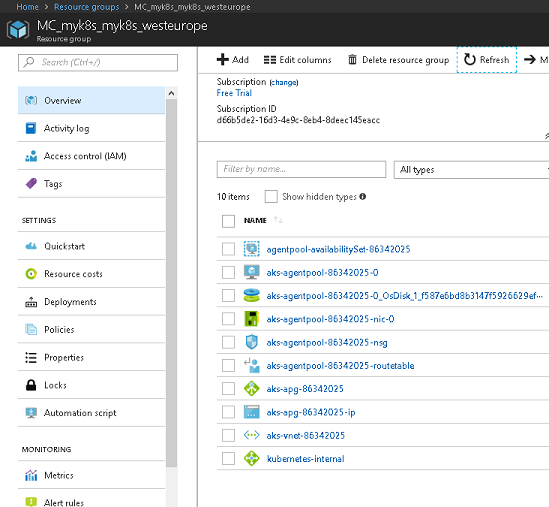 Home > Resource groups > MC_myk8s_myk8s_westeurope
MC_myk8s_myk8s_westeurope
Resource group
Search (Ctrl+/)
Overview
Activity log
Access control (IAM)
Tags
SETTINGS
Quickstart
Resource costs
Deployments
Policies
Properties
Locks
Automation script
MONITORING
Metrics
Alert rules
Add Edit columns Delete resource group Refresh M
Subscription (change)
Free Trial
Subscription ID
d66b5de2-16d3-4e9c-8eb4-8deec145eacc
Filter by name... All types
10 items Show hidden types
NAME
agentpool-availabilitySet-86342025
aks-agentpool-86342025-0
aks-agentpool-86342025-0_OsDisk_1_f587e6bd8b3147f5926629ef...
aks-agentpool-86342025-nic-0
aks-agentpool-86342025-nsg
aks-agentpool-86342025-routetable
aks-apg-86342025
aks-apg-86342025-ip
aks-vnet-86342025
kubernetes-internal